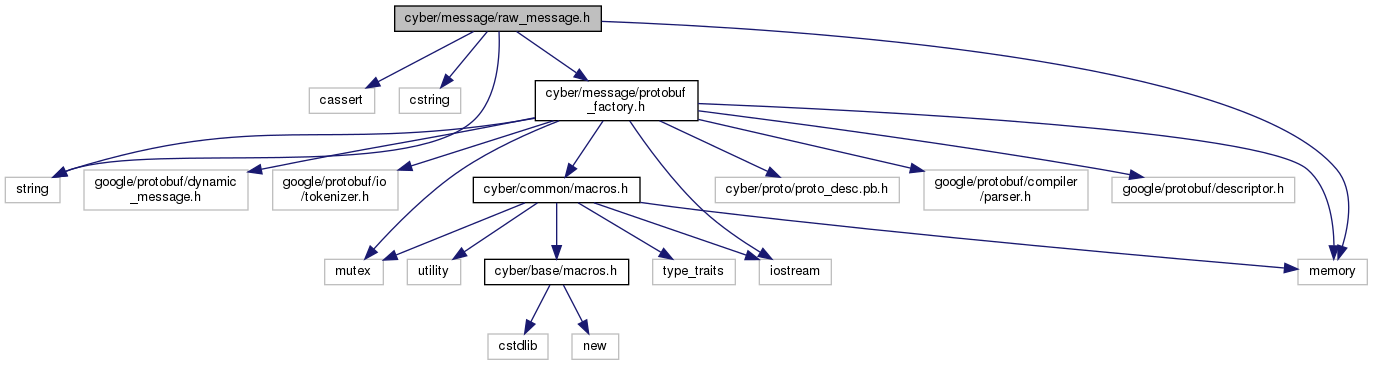 cyber/message/raw_message.h
cassert
cstring
cyber/message/protobuf
_factory.h
string
google/protobuf/dynamic
_message.h
google/protobuf/io
/tokenizer.h
cyber/common/macros.h
cyber/proto/proto_desc.pb.h
google/protobuf/compiler
/parser.h
google/protobuf/descriptor.h
mutex
utility
cyber/base/macros.h
type_traits
iostream
memory
cstdlib
new